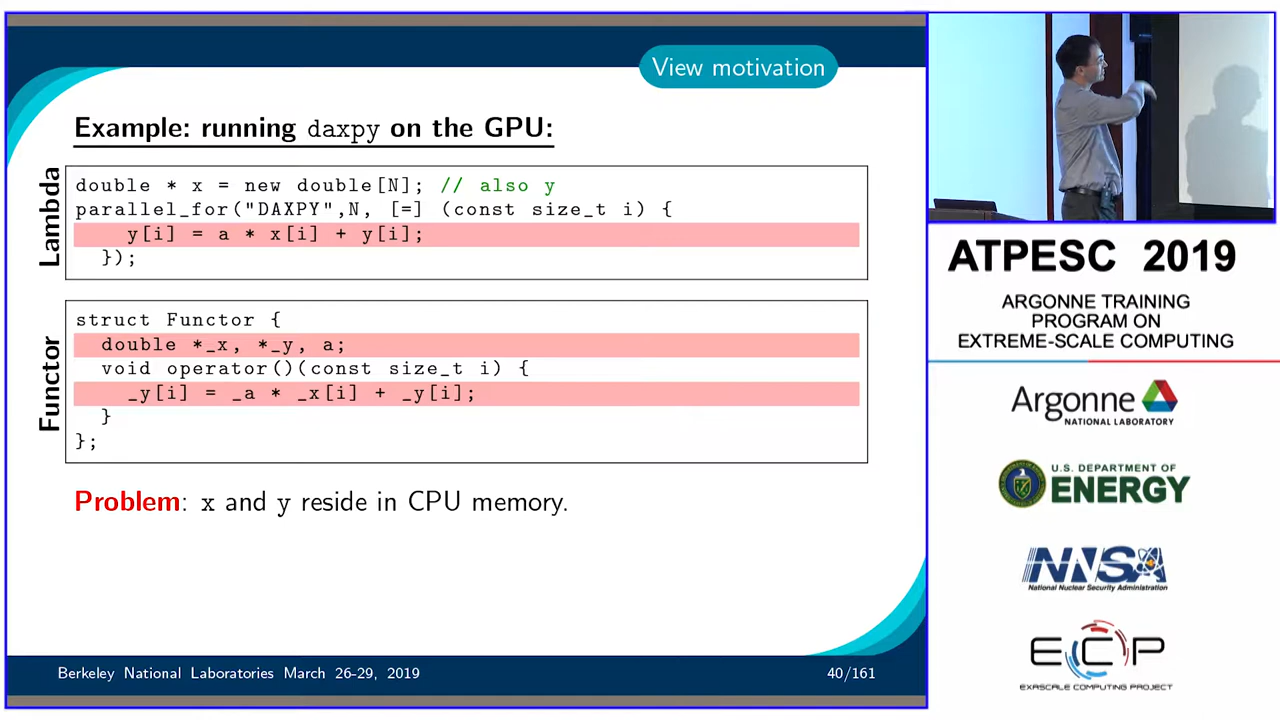 View motivation
Example: running daxpy on the GPU:
Lambda
double * x = new double[N]; // also y
parallel_for("DAXPY",N, [=] (const size_t i) {
y[i] = a * x[i] + y[i];
});
Functor
struct Functor {
double *_x, *_y, a;
void operator()(const size_t i) {
_y[i] = _a * _x[i] + _y[i];
}
};
Problem: x and y reside in CPU memory.
Berkeley National Laboratories March 26-29, 2019
40/161
ATPESC 2019
ARGONNE TRAINING
PROGRAM ON
EXTREME-SCALE COMPUTING
Argonne
NATIONAL LABORATORY
U.S. DEPARTMENT OF
ENERGY
NNSA
National Nuclear Security Administration
ECP
EXASCALE COMPUTING PROJECT